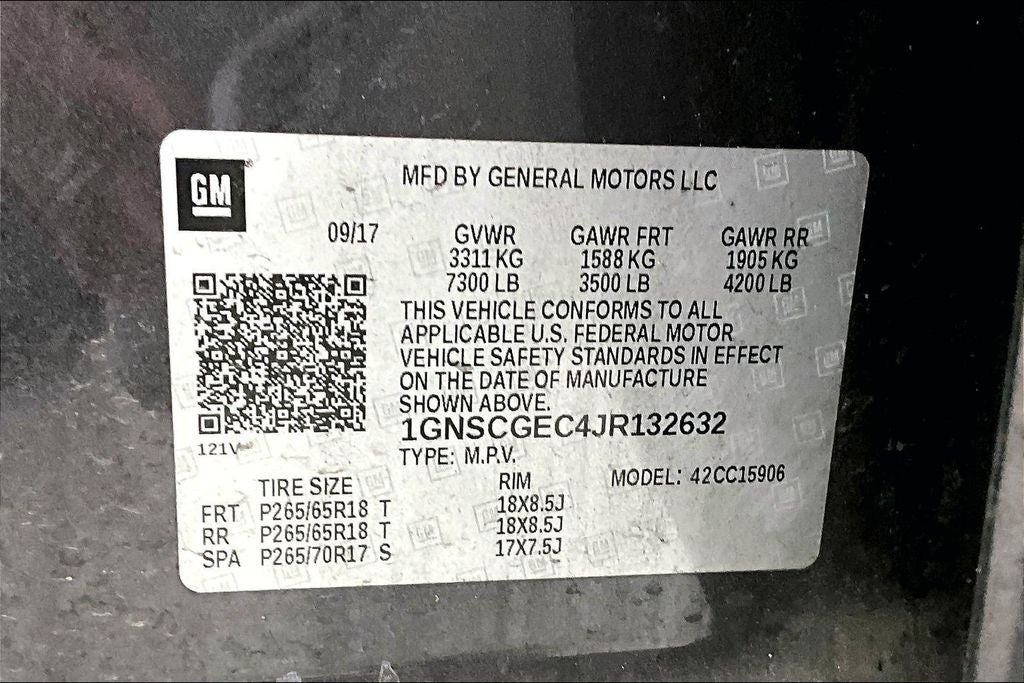 GM
MFD BY GENERAL MOTORS LLC
09/17
GVWR GAWR FRT GAWR RR
3311 KG 1588 KG 1905 KG
7300 LB 3500 LB 4200 LB
THIS VEHICLE CONFORMS TO ALL
APPLICABLE U.S. FEDERAL MOTOR
VEHICLE SAFETY STANDARDS IN EFFECT
ON THE DATE OF MANUFACTURE
SHOWN ABOVE.
1GNSCGEC4JR132632
121V
TYPE: M.P.V.
MODEL: 42CC15906
TIRE SIZE RIM
FRT P265/65R18 T 18X8.5J
RR P265/65R18 T 18X8.5J
SPA P265/70R17 S 17X7.5J